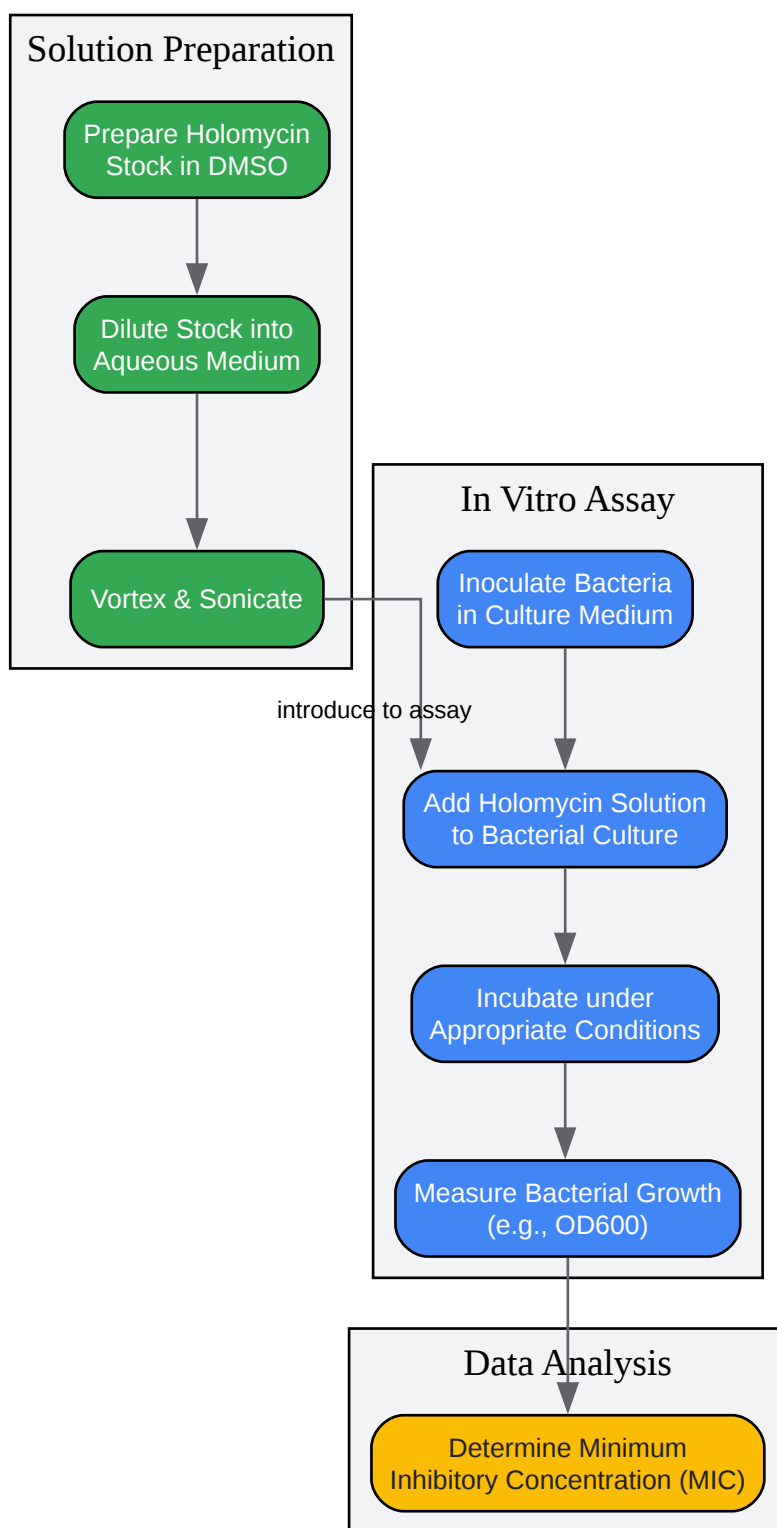 Solution Preparation
Prepare Holomycin
Stock in DMSO
Dilute Stock into
Aqueous Medium
Vortex & Sonicate
introduce to assay
In Vitro Assay
Inoculate Bacteria
in Culture Medium
Add Holomycin Solution
to Bacterial Culture
Incubate under
Appropriate Conditions
Measure Bacterial Growth
(e.g., OD600)
Data Analysis
Determine Minimum
Inhibitory Concentration (MIC)